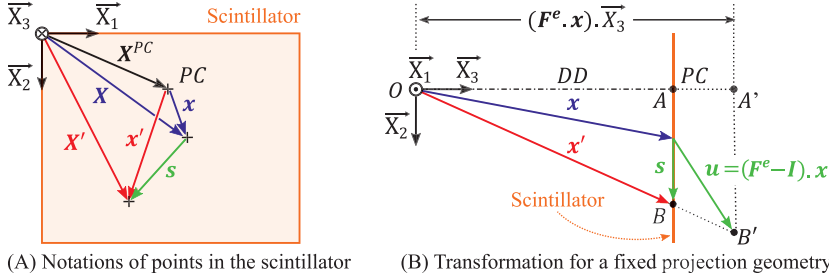 X₃ X₁ Scintillator
X^PC
PC
X₂
X x
X' x'
s
(A) Notations of points in the scintillator
(F^e.x).X₃
X₁ X₃ DD PC
O A A'
x
X₂
x'
s u=(F^e−I).x
B
Scintillator
B'
(B) Transformation for a fixed projection geometry